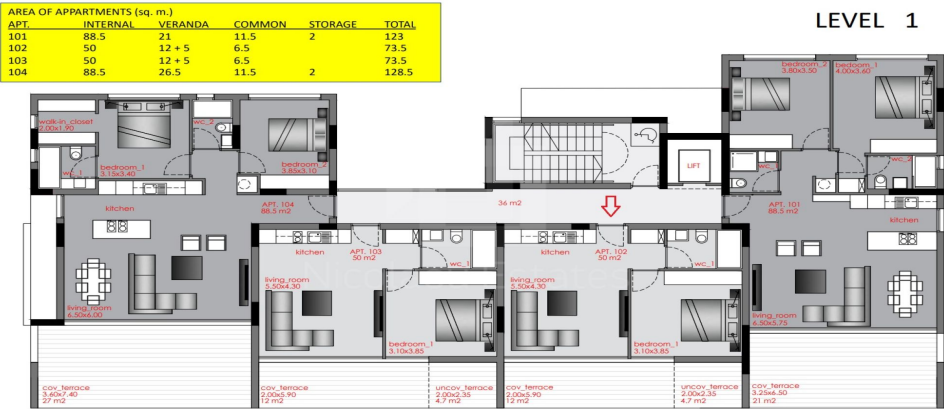 AREA OF APPARTMENTS (sq. m.)
APT. INTERNAL VERANDA COMMON STORAGE TOTAL
101 88.5 21 11.5 2 123
102 50 12 + 5 6.5 73.5
103 50 12 + 5 6.5 73.5
104 88.5 26.5 11.5 2 128.5
LEVEL 1
bedroom_2
3.80x3.50
bedroom_1
4.00x3.60
walk-in_closet
2.00x1.90
wc_2
wc_1
bedroom_1
3.15x3.40
bedroom_2
3.85x3.10
LIFT
wc_1
wc_2
kitchen
APT. 104
88.5 m2
36 m2
APT. 101
88.5 m2
kitchen
kitchen
APT. 103
50 m2
wc_1
kitchen
APT. 102
50 m2
wc_1
living_room
6.50x6.00
living_room
5.50x4.30
living_room
5.50x4.30
living_room
6.50x5.75
bedroom_1
3.10x3.85
bedroom_1
3.10x3.85
cov_terrace
3.60x7.40
27 m2
cov_terrace
2.00x5.90
12 m2
uncov_terrace
2.00x2.35
4.7 m2
cov_terrace
2.00x5.90
12 m2
uncov_terrace
2.00x2.35
4.7 m2
cov_terrace
3.25x6.50
21 m2